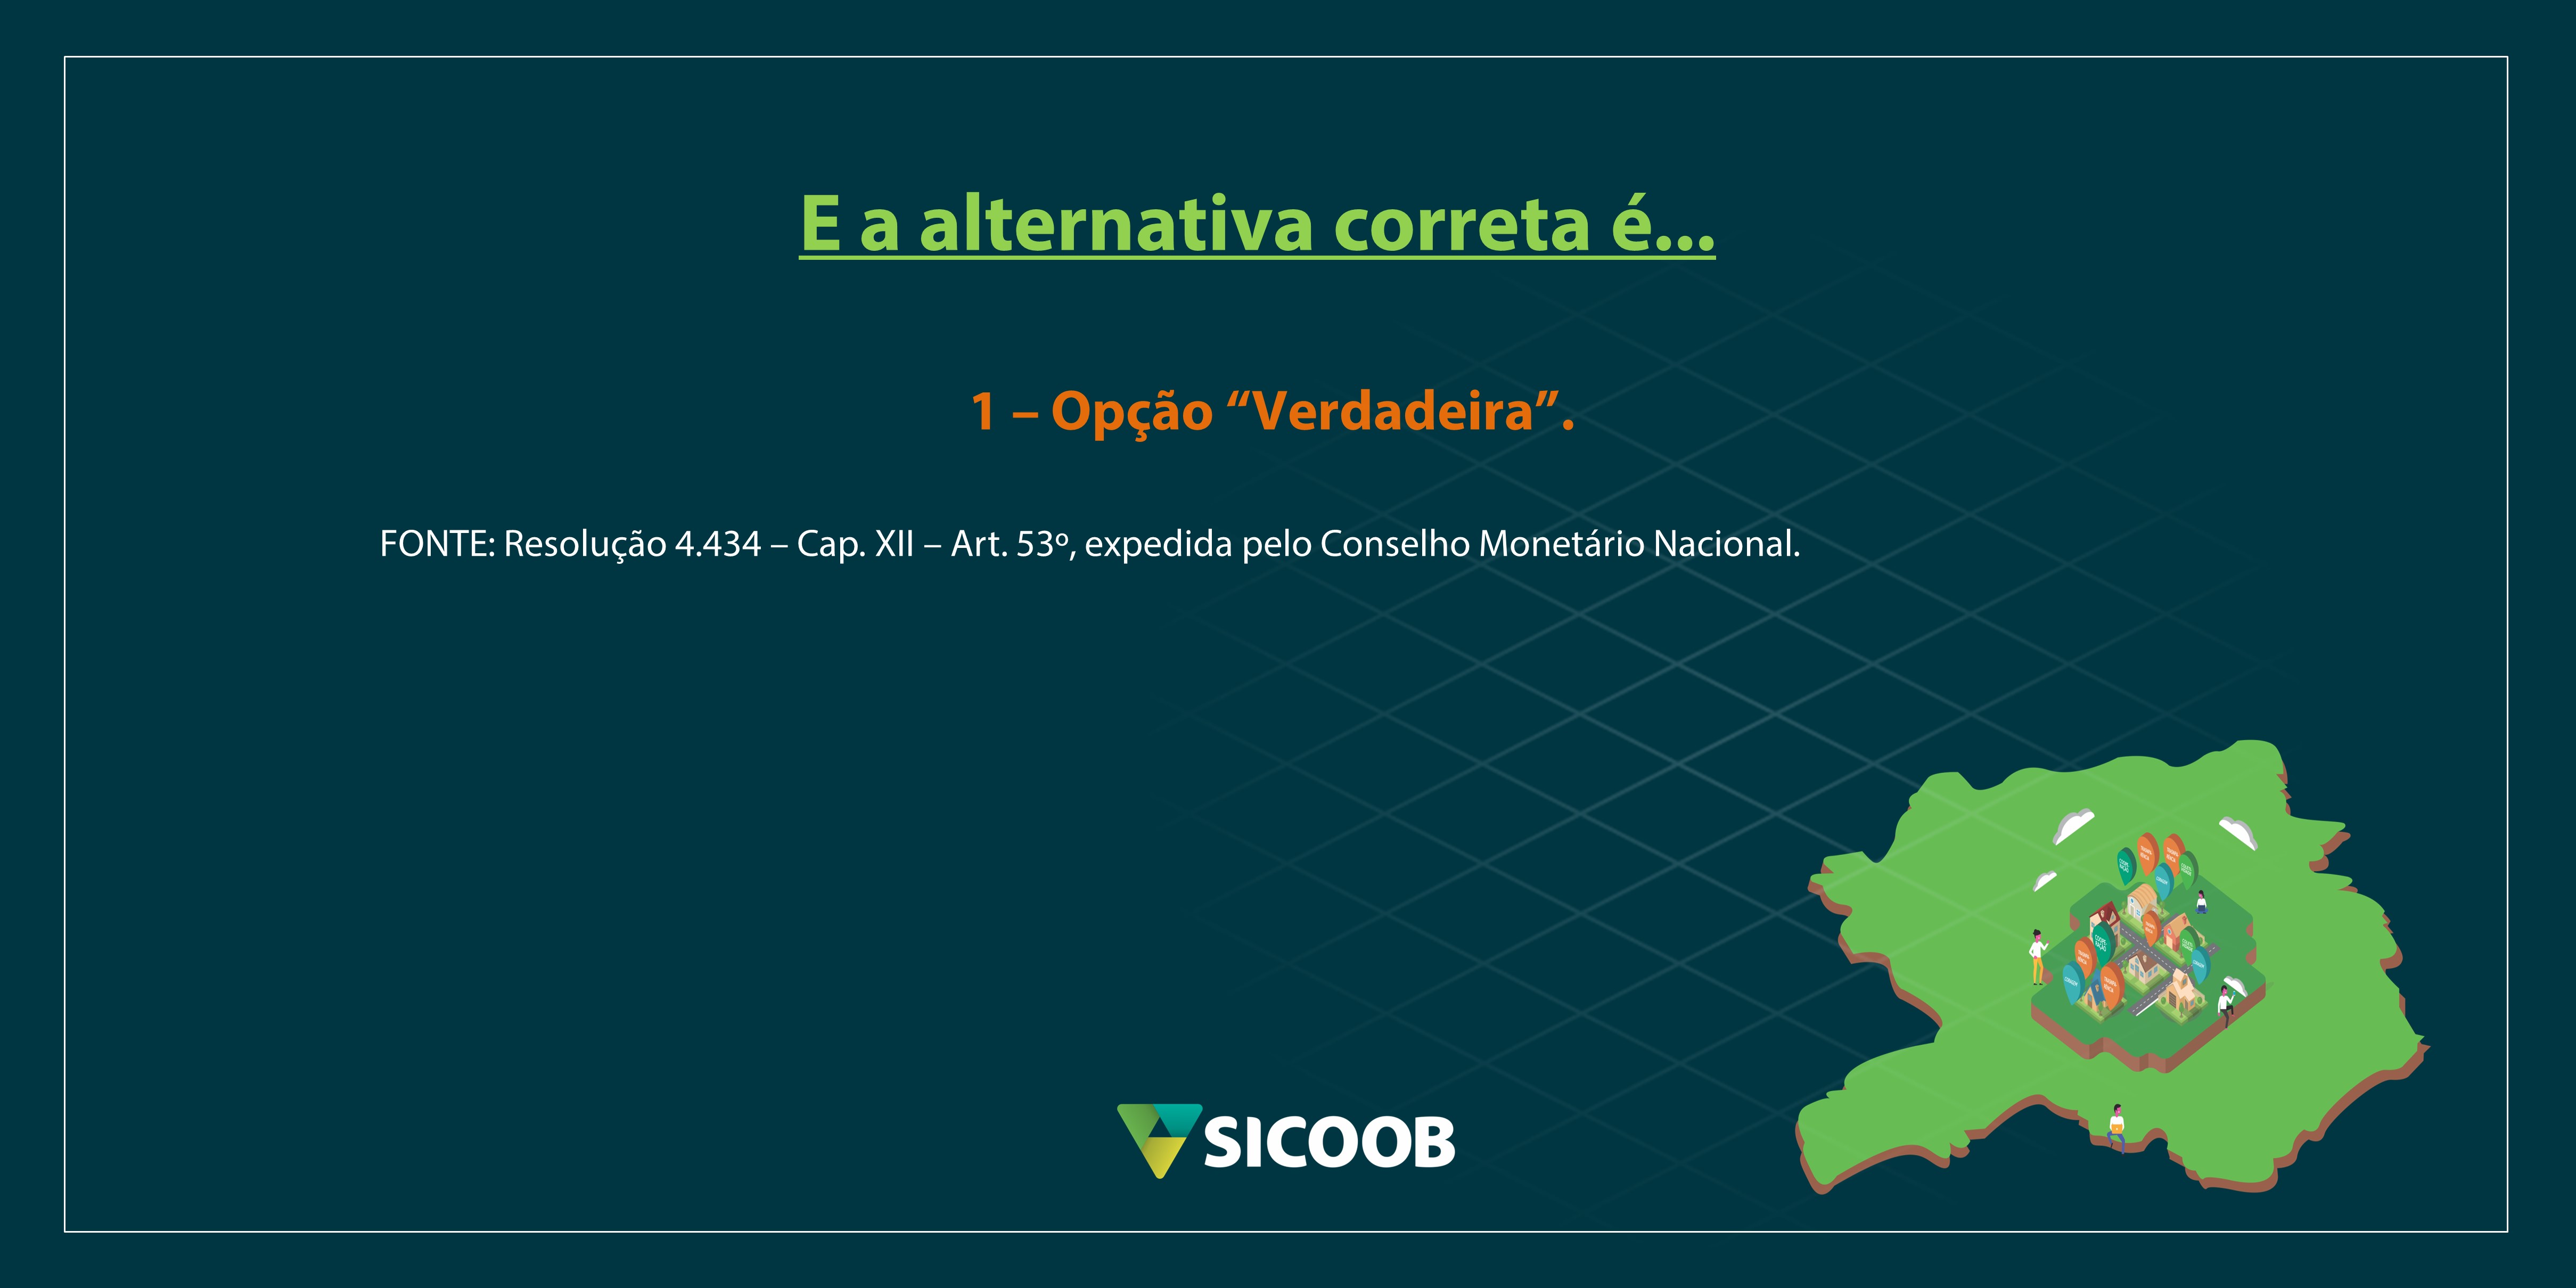 E a alternativa correta é...
1 – Opção “Verdadeira”.
FONTE: Resolução 4.434 – Cap. XII – Art. 53º, expedida pelo Conselho Monetário Nacional.
SICOOB